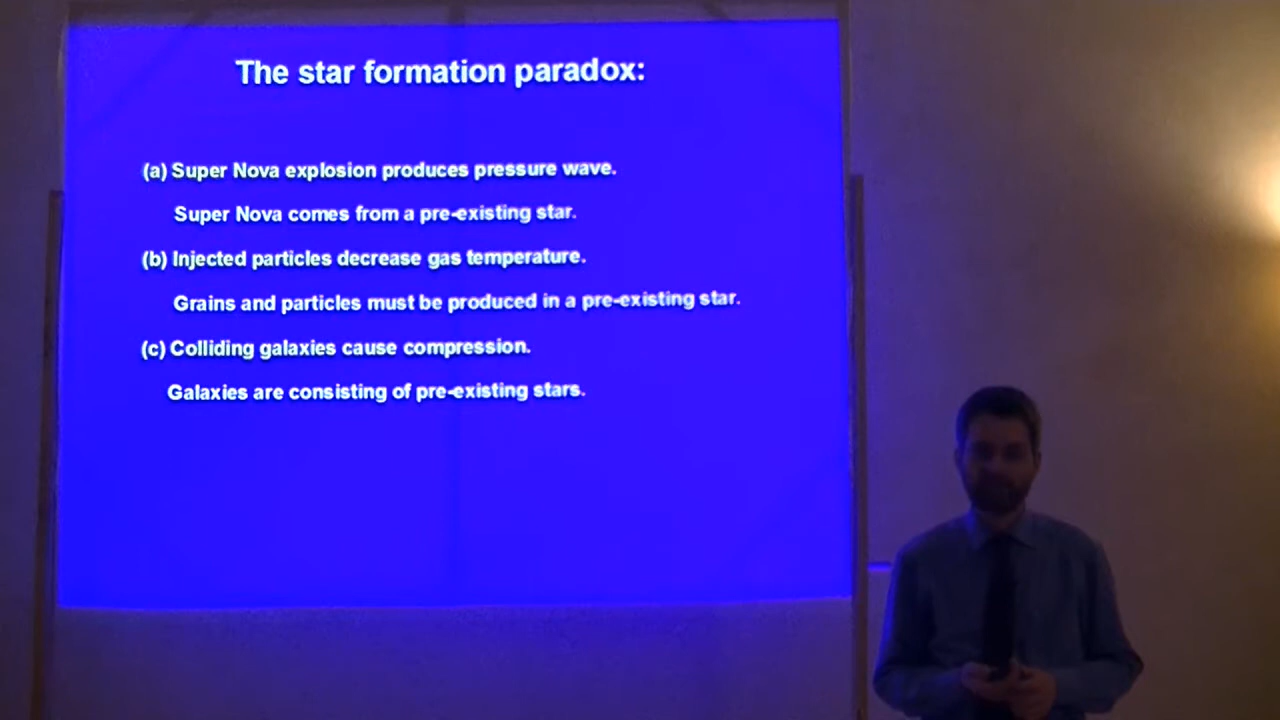 The star formation paradox:
(a) Super Nova explosion produces pressure wave.
Super Nova comes from a pre-existing star.
(b) Injected particles decrease gas temperature.
Grains and particles must be produced in a pre-existing star.
(c) Colliding galaxies cause compression.
Galaxies are consisting of pre-existing stars.